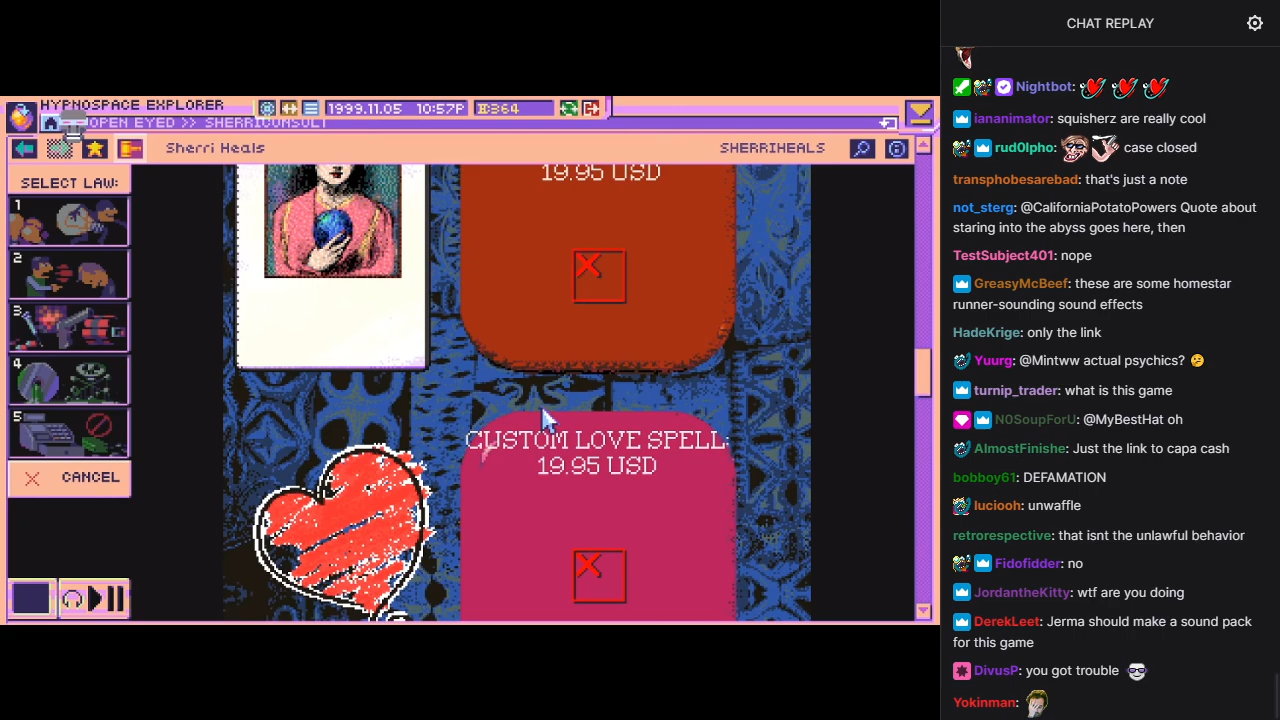 HYPNOSPACE EXPLORER
1999.11.05 10:57P
364
OPEN EYED >> SHERRICONSULT
Sherri Heals
SHERRIHEALS
SELECT LAW:
1
2
3
4
5
CANCEL
19.95 USD
CUSTOM LOVE SPELL:
19.95 USD
CHAT REPLAY
Nightbot:
iananimator: squisherz are really cool
rud0lpho: case closed
transphobesarebad: that's just a note
not_sterg: @CaliforniaPotatoPowers Quote about
staring into the abyss goes here, then
TestSubject401: nope
GreasyMcBeef: these are some homestar
runner-sounding sound effects
HadeKrige: only the link
Yuurg: @Mintww actual psychics?
turnip_trader: what is this game
N0SoupForU: @MyBestHat oh
AlmostFinishe: Just the link to capa cash
bobboy61: DEFAMATION
luciooh: unwaffle
retrorespective: that isnt the unlawful behavior
Fidofidder: no
JordantheKitty: wtf are you doing
DerekLeet: Jerma should make a sound pack
for this game
DivusP: you got trouble
Yokinman: